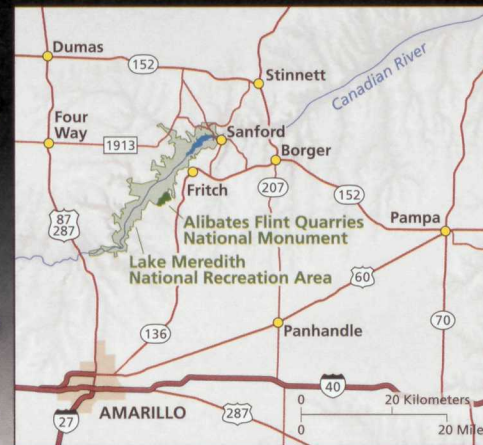 Dumas
152
Stinnett
Canadian River
Four
Way
1913
Sanford
Borger
Fritch
207
152
87
287
Alibates Flint Quarries
National Monument
Pampa
Lake Meredith
National Recreation Area
60
136
Panhandle
70
40
AMARILLO
27
287
0 20 Kilometers
0 20 Mile